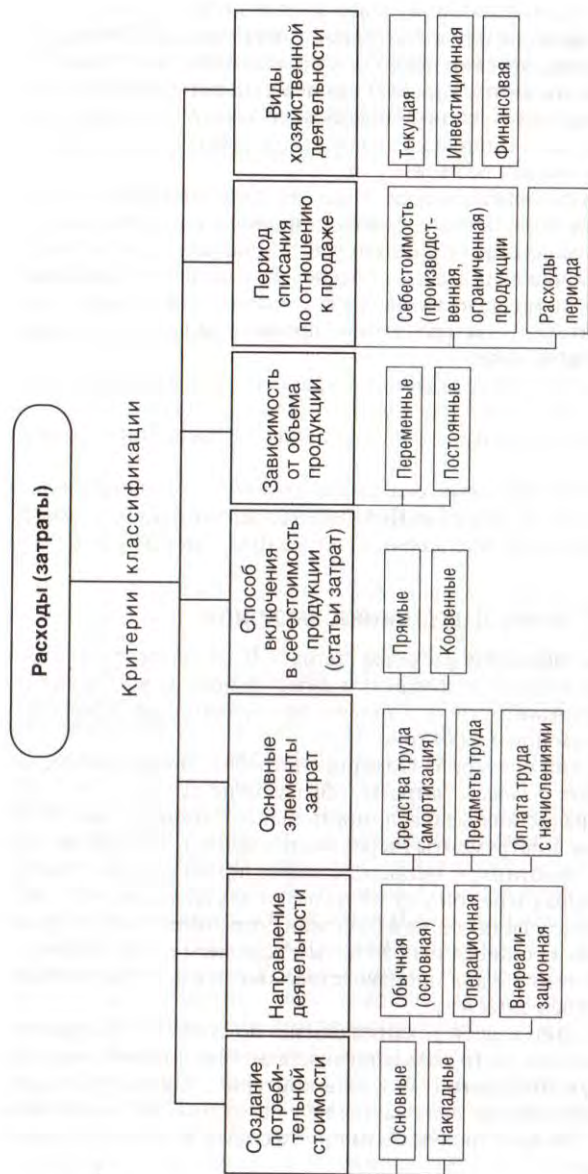 Расходы (затраты)
Критерии классификации
Создание
потреби-
тельной
стоимости
Основные
Накладные
Направление
деятельности
Обычная
(основная)
Операционная
Внереали-
зационная
Основные
элементы
затрат
Средства труда
(амортизация)
Предметы труда
Оплата труда
с начислениями
Способ
включения
в себестоимость
продукции
(статьи затрат)
Прямые
Косвенные
Зависимость
от объема
продукции
Переменные
Постоянные
Период
списания
по отношению
к продаже
Себестоимость
(производст-
венная,
ограниченная)
продукции
Расходы
периода
Виды
хозяйственной
деятельности
Текущая
Инвестиционная
Финансовая